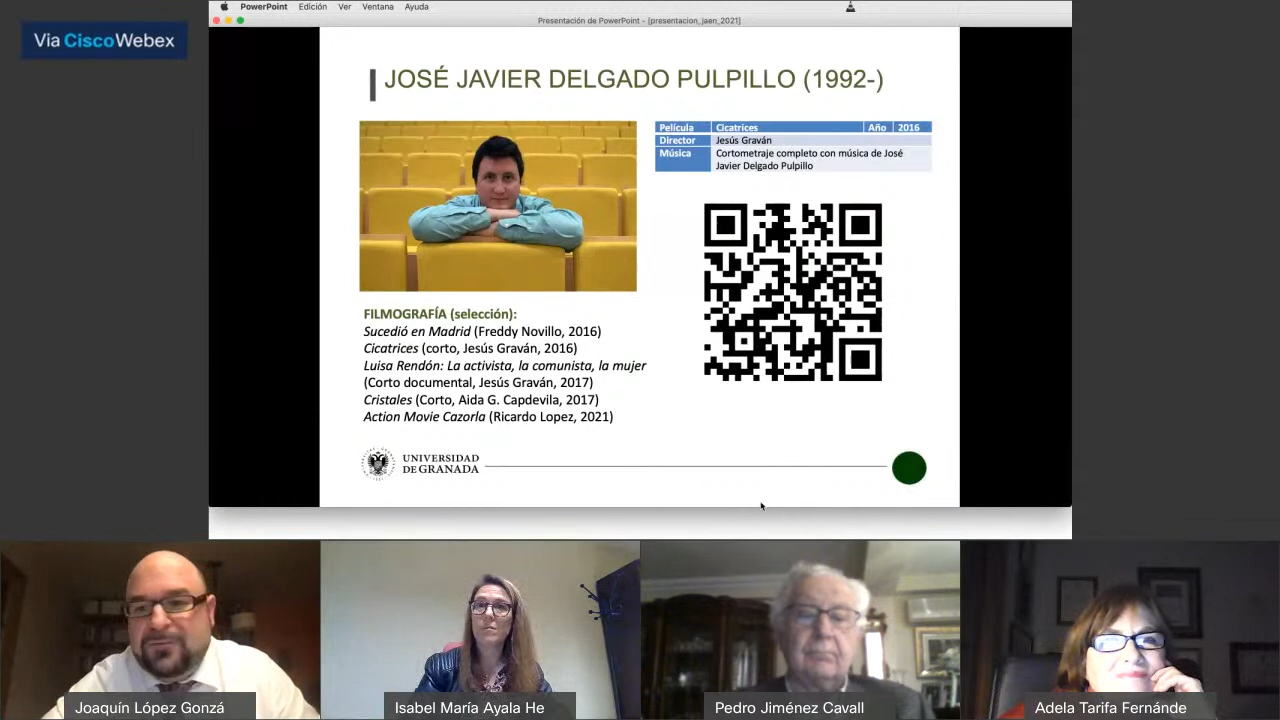 PowerPoint Edición Ver Ventana Ayuda
Presentación de PowerPoint - [presentacion_jaen_2021]
Vía CiscoWebex
JOSÉ JAVIER DELGADO PULPILLO (1992-)
Película Cicatrices Año 2016
Director Jesús Graván
Música Cortometraje completo con música de José
Javier Delgado Pulpillo
FILMOGRAFÍA (selección):
Sucedió en Madrid (Freddy Novillo, 2016)
Cicatrices (corto, Jesús Graván, 2016)
Luisa Rendón: La activista, la comunista, la mujer
(Corto documental, Jesús Graván, 2017)
Cristales (Corto, Aida G. Capdevila, 2017)
Action Movie Cazorla (Ricardo Lopez, 2021)
UNIVERSIDAD
DE GRANADA
Joaquín López Gonzá
Isabel María Ayala He
Pedro Jiménez Cavall
Adela Tarifa Fernánde